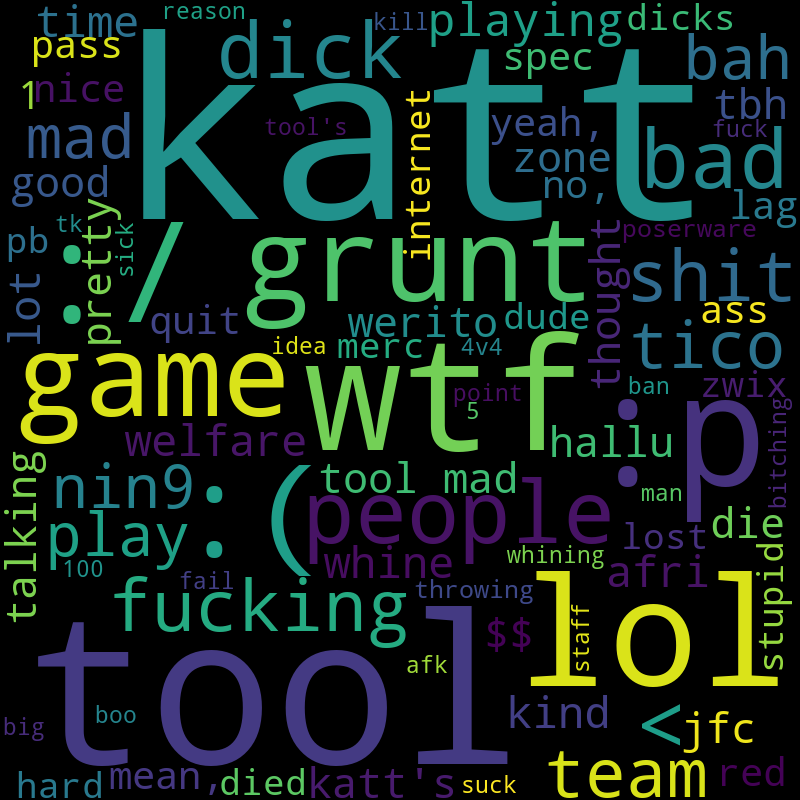 time
reason
kill
playing
dicks
pass
dick
katt
spec
bah
1
nice
tool's
internet
yeah,
tbh
fuck
mad
zone
bad
good
no,
lag
pb
tk
sick
pretty
:/
grunt
thought
poserware
shit
lot
quit
werito
dude
ass
idea
merc
4v4
tico
game
wtf
point
5
:p
ban
zwix
welfare
hallu
bitching
talking
nin9
:(
tool mad
people
man
die
play
lost
100
whine
whining
afri
stupide
fail
fucking
throwing
lol
$$
staff
tool
afk
big
boo
kind
<
jfc
hard
mean,
died
katt's
suck
team
red